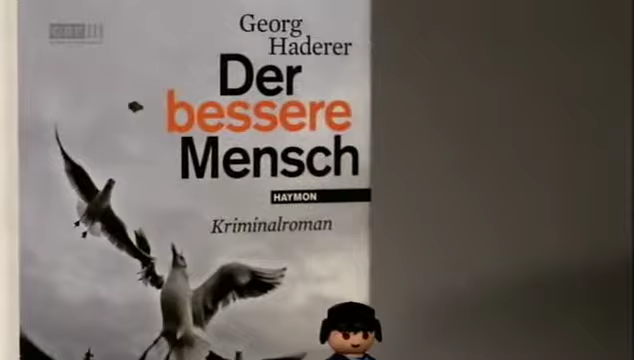 Georg
Haderer
Der
bessere
Mensch
HAYMON
Kriminalroman